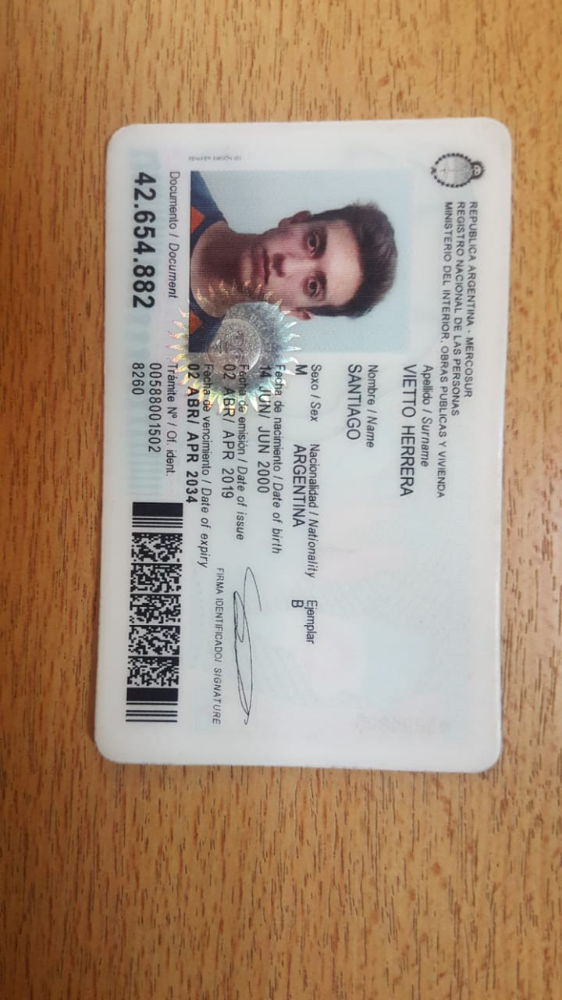 REPUBLICA ARGENTINA - MERCOSUR
REGISTRO NACIONAL DE LAS PERSONAS
MINISTERIO DEL INTERIOR, OBRAS PUBLICAS Y VIVIENDA
Apellido / Surname
VIETTO HERRERA
Nombre / Name
SANTIAGO
Sexo / Sex Nacionalidad / Nationality Ejemplar
M ARGENTINA B
Fecha de nacimiento / Date of birth
14 JUN/ JUN 2000
Fecha de emisión / Date of issue
02 ABR/ APR 2019
Fecha de vencimiento / Date of expiry
02 ABR/ APR 2034
FIRMA IDENTIFICADO/ SIGNATURE
Documento / Document
42.654.882
Trámite Nº / Of. ident.
00588001502
8260